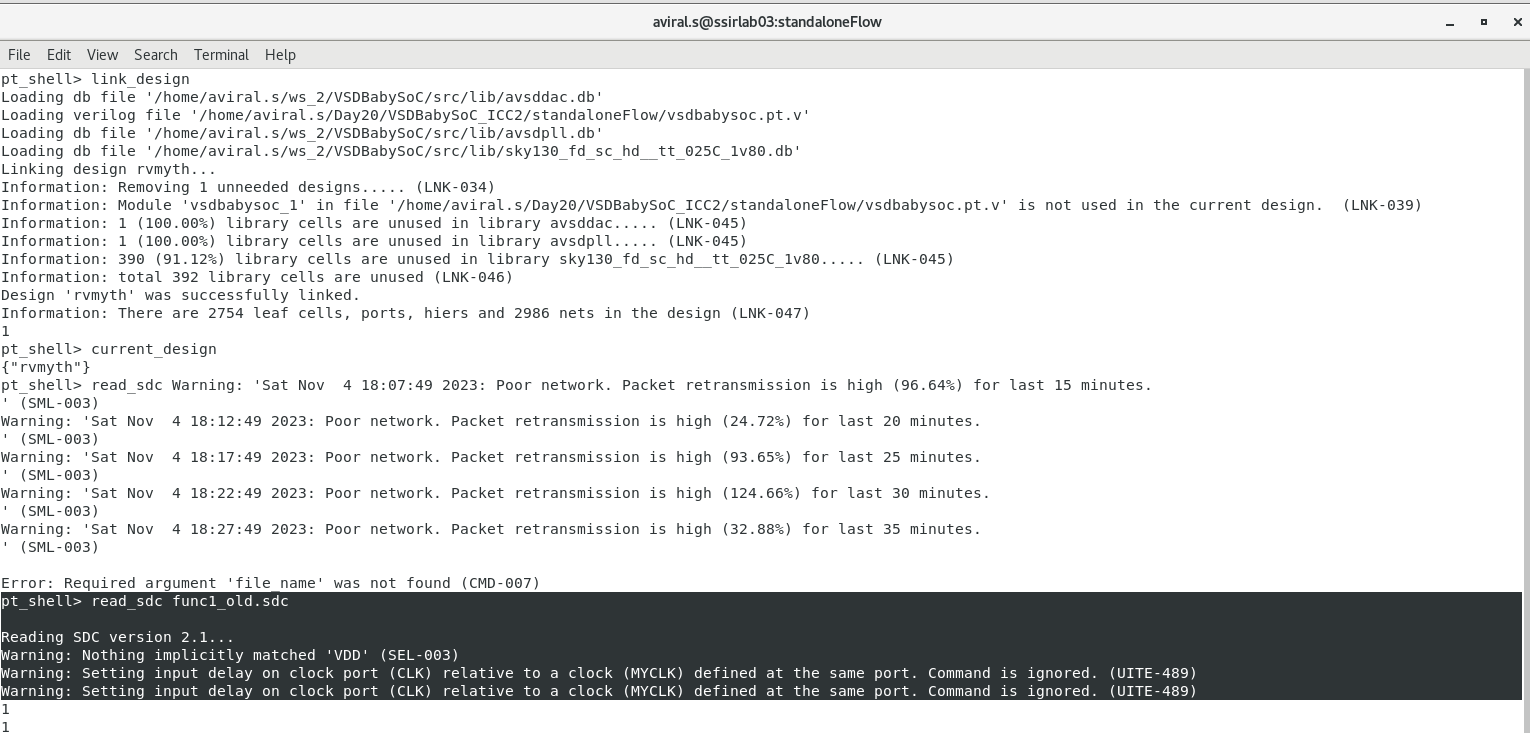 aviral.s@ssirlab03:standaloneFlow
File Edit View Search Terminal Help
pt_shell> link_design
Loading db file '/home/aviral.s/ws_2/VSDBabySoC/src/lib/avsddac.db'
Loading verilog file '/home/aviral.s/Day20/VSDBabySoC_ICC2/standaloneFlow/vsdbabysoc.pt.v'
Loading db file '/home/aviral.s/ws_2/VSDBabySoC/src/lib/avsdpll.db'
Loading db file '/home/aviral.s/ws_2/VSDBabySoC/src/lib/sky130_fd_sc_hd__tt_025C_1v80.db'
Linking design rvmyth...
Information: Removing 1 unneeded designs..... (LNK-034)
Information: Module 'vsdbabysoc_1' in file '/home/aviral.s/Day20/VSDBabySoC_ICC2/standaloneFlow/vsdbabysoc.pt.v' is not used in the current design.  (LNK-039)
Information: 1 (100.00%) library cells are unused in library avsddac..... (LNK-045)
Information: 1 (100.00%) library cells are unused in library avsdpll..... (LNK-045)
Information: 390 (91.12%) library cells are unused in library sky130_fd_sc_hd__tt_025C_1v80..... (LNK-045)
Information: total 392 library cells are unused (LNK-046)
Design 'rvmyth' was successfully linked.
Information: There are 2754 leaf cells, ports, hiers and 2986 nets in the design (LNK-047)
1
pt_shell> current_design
{"rvmyth"}
pt_shell> read_sdc Warning: 'Sat Nov  4 18:07:49 2023: Poor network. Packet retransmission is high (96.64%) for last 15 minutes.
' (SML-003)
Warning: 'Sat Nov  4 18:12:49 2023: Poor network. Packet retransmission is high (24.72%) for last 20 minutes.
' (SML-003)
Warning: 'Sat Nov  4 18:17:49 2023: Poor network. Packet retransmission is high (93.65%) for last 25 minutes.
' (SML-003)
Warning: 'Sat Nov  4 18:22:49 2023: Poor network. Packet retransmission is high (124.66%) for last 30 minutes.
' (SML-003)
Warning: 'Sat Nov  4 18:27:49 2023: Poor network. Packet retransmission is high (32.88%) for last 35 minutes.
' (SML-003)
Error: Required argument 'file_name' was not found (CMD-007)
pt_shell> read_sdc func1_old.sdc
Reading SDC version 2.1...
Warning: Nothing implicitly matched 'VDD' (SEL-003)
Warning: Setting input delay on clock port (CLK) relative to a clock (MYCLK) defined at the same port. Command is ignored. (UITE-489)
Warning: Setting input delay on clock port (CLK) relative to a clock (MYCLK) defined at the same port. Command is ignored. (UITE-489)
1
1